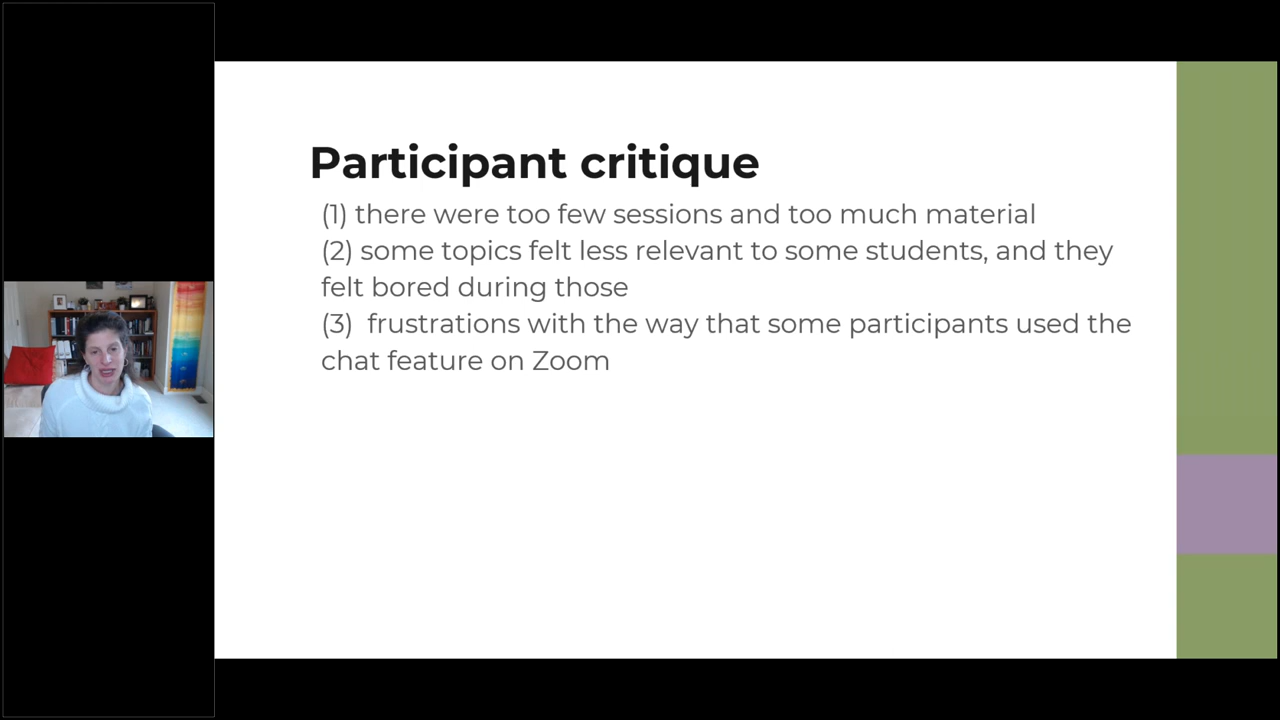 Participant critique
(1) there were too few sessions and too much material
(2) some topics felt less relevant to some students, and they
felt bored during those
(3)  frustrations with the way that some participants used the
chat feature on Zoom